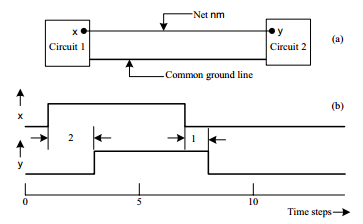 Net nm
x
y
(a)
Circuit 1
Circuit 2
Common ground line
(b)
x
2
1
y
0
5
10
Time steps